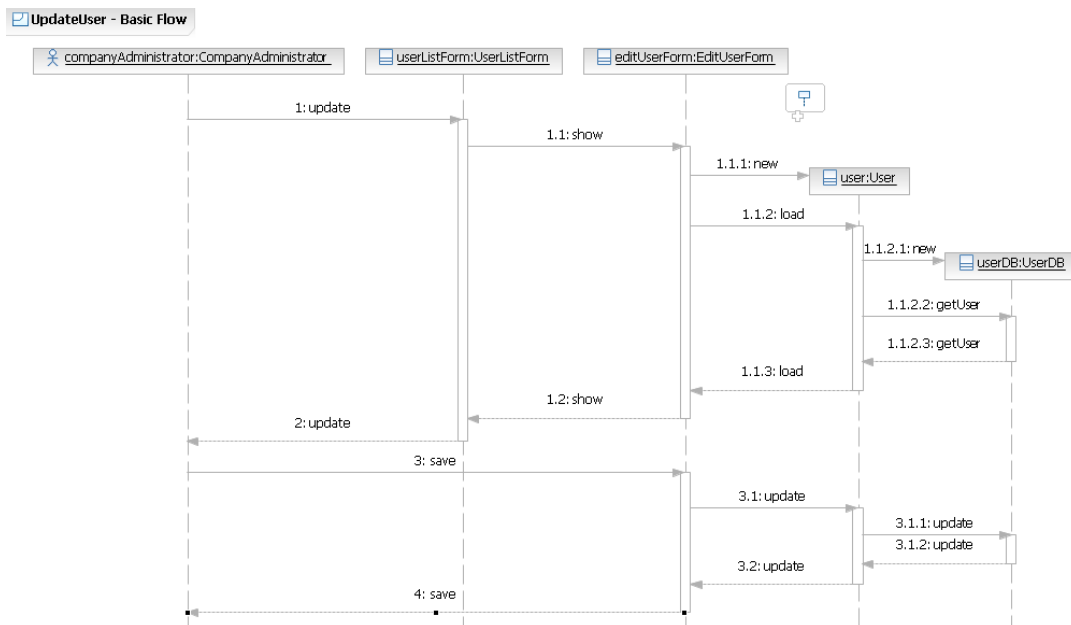 UpdateUser - Basic Flow
companyAdministrator:CompanyAdministrator
userListForm:UserListForm
editUserForm:EditUserForm
1: update
1.1: show
1.1.1: new
user:User
1.1.2: load
1.1.2.1: new
userDB:UserDB
1.1.2.2: getUser
1.1.2.3: getUser
1.1.3: load
1.2: show
2: update
3: save
3.1: update
3.1.1: update
3.1.2: update
3.2: update
4: save